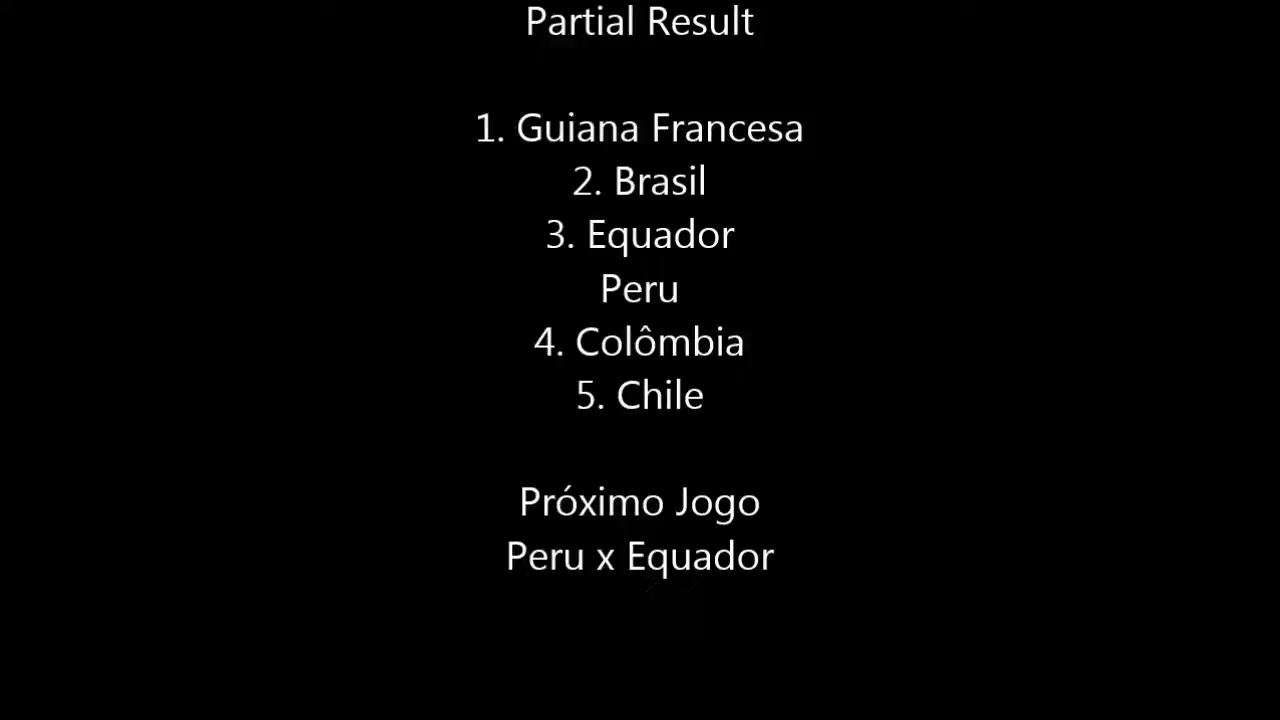 Partial Result
1. Guiana Francesa
2. Brasil
3. Equador
Peru
4. Colômbia
5. Chile
Próximo Jogo
Peru x Equador